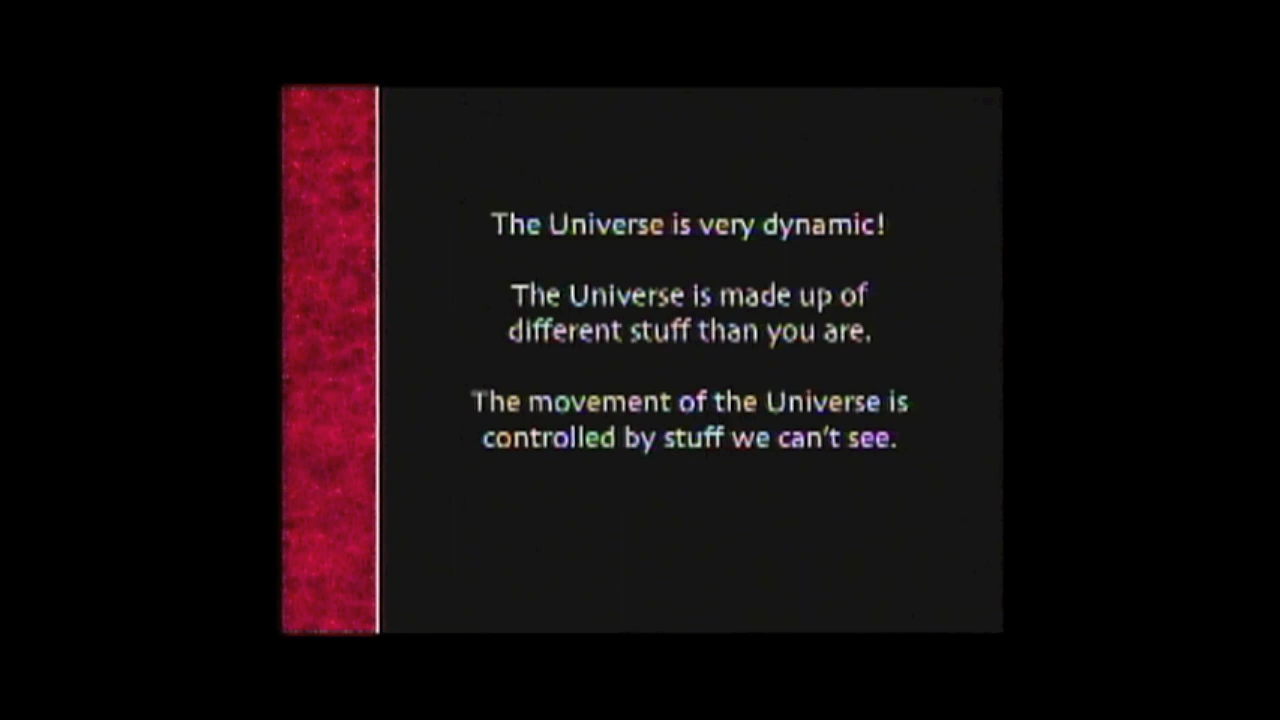 The Universe is very dynamic!
The Universe is made up of
different stuff than you are.
The movement of the Universe is
controlled by stuff we can't see.